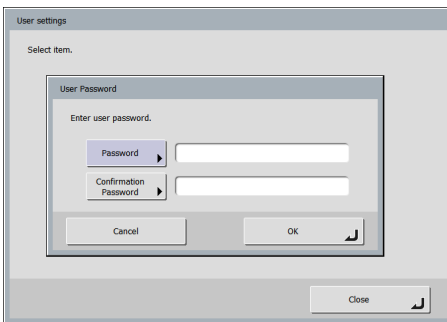 User settings
Select item.
User Password
Enter user password.
Password
Confirmation
Password
Cancel
OK
Close